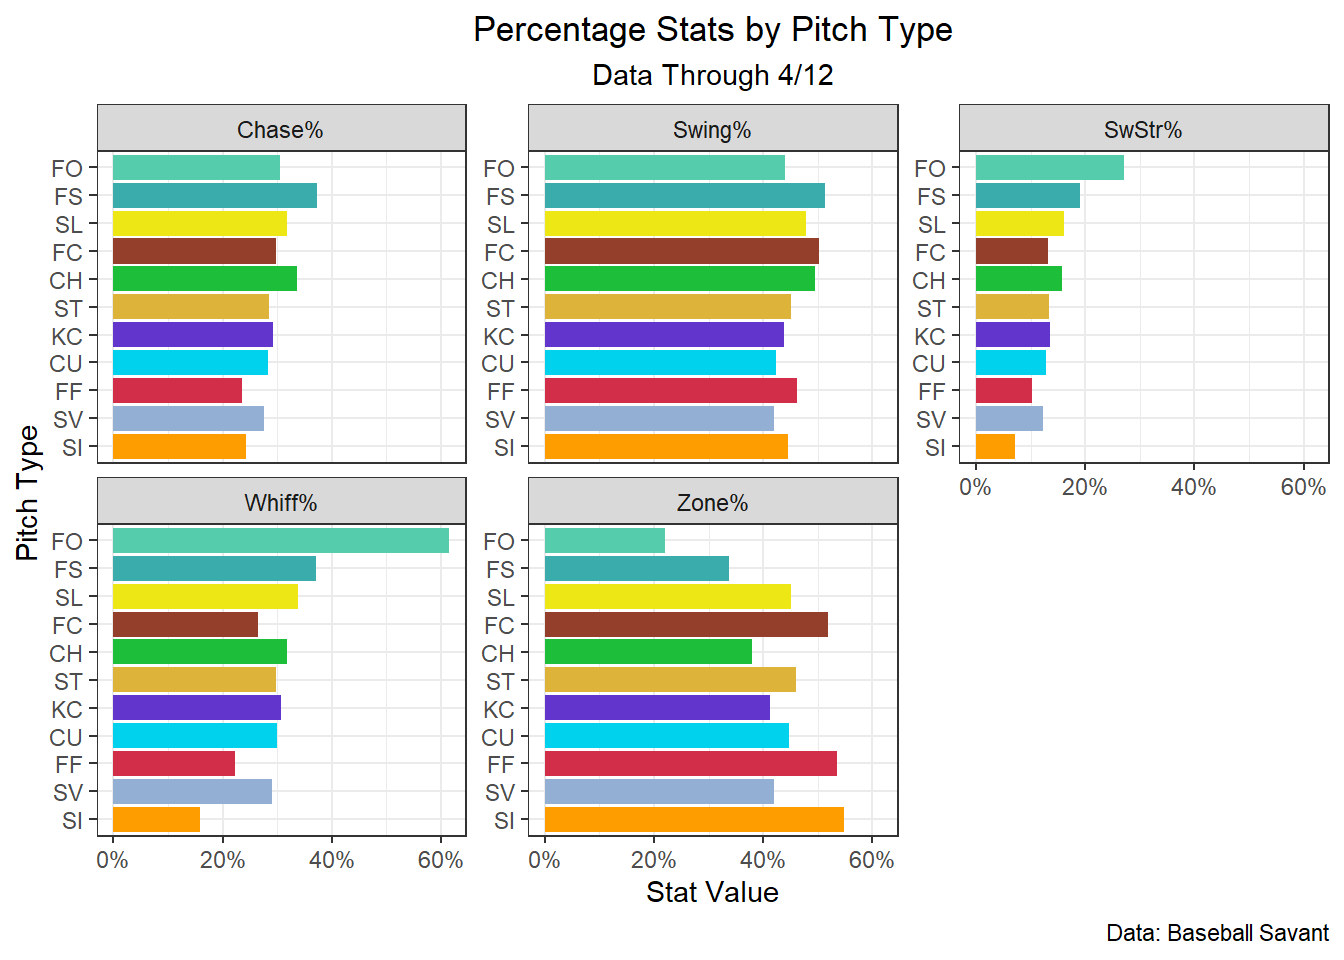 Percentage Stats by Pitch Type
Data Through 4/12
Chase%
FO
FS
SL
FC
CH
ST
KC
CU
FF
SV
SI
Swing%
FO
FS
SL
FC
CH
ST
KC
CU
FF
SV
SI
SwStr%
FO
FS
SL
FC
CH
ST
KC
CU
FF
SV
SI
0% 20% 40% 60%
Whiff%
FO
FS
SL
FC
CH
ST
KC
CU
FF
SV
SI
0% 20% 40% 60%
Zone%
FO
FS
SL
FC
CH
ST
KC
CU
FF
SV
SI
0% 20% 40% 60%
Pitch Type
Stat Value
Data: Baseball Savant